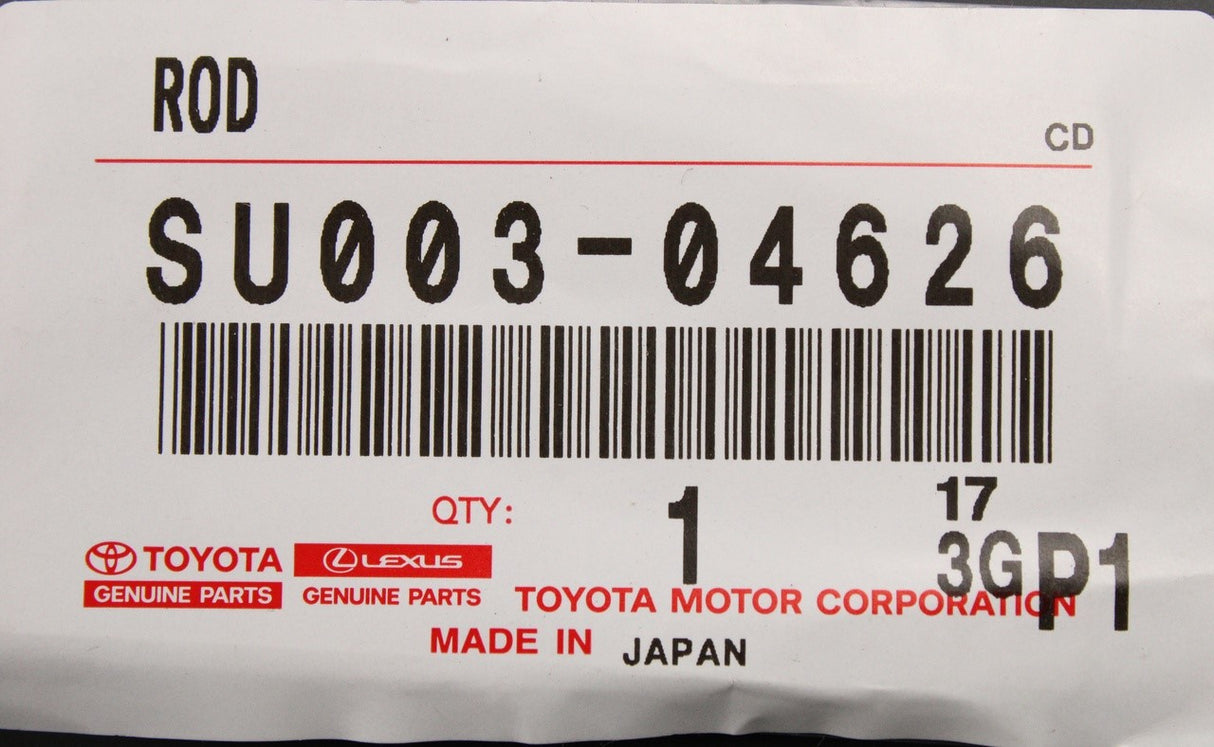 ROD
CD
SU003-04626
QTY: 1 17
3GP1
TOYOTA LEXUS
GENUINE PARTS GENUINE PARTS TOYOTA MOTOR CORPORATION
MADE IN JAPAN